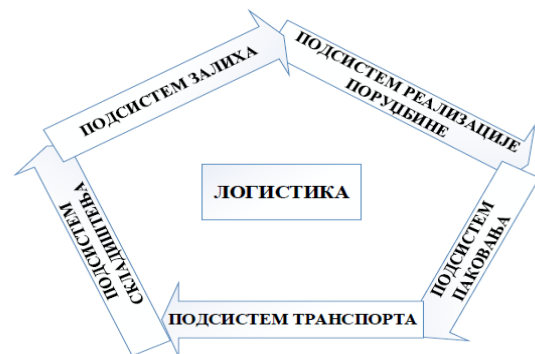 ПОДСИСТЕМ ЗАЛИХА
ПОДСИСТЕМ РЕАЛИЗАЦИЈЕ
ПОРУЏБИНЕ
ЛОГИСТИКА
ПОДСИСТЕМ
ПАКОВАЊА
ПОДСИСТЕМ ТРАНСПОРТА
ПОДСИСТЕМ
СКЛАДИШТЕЊА